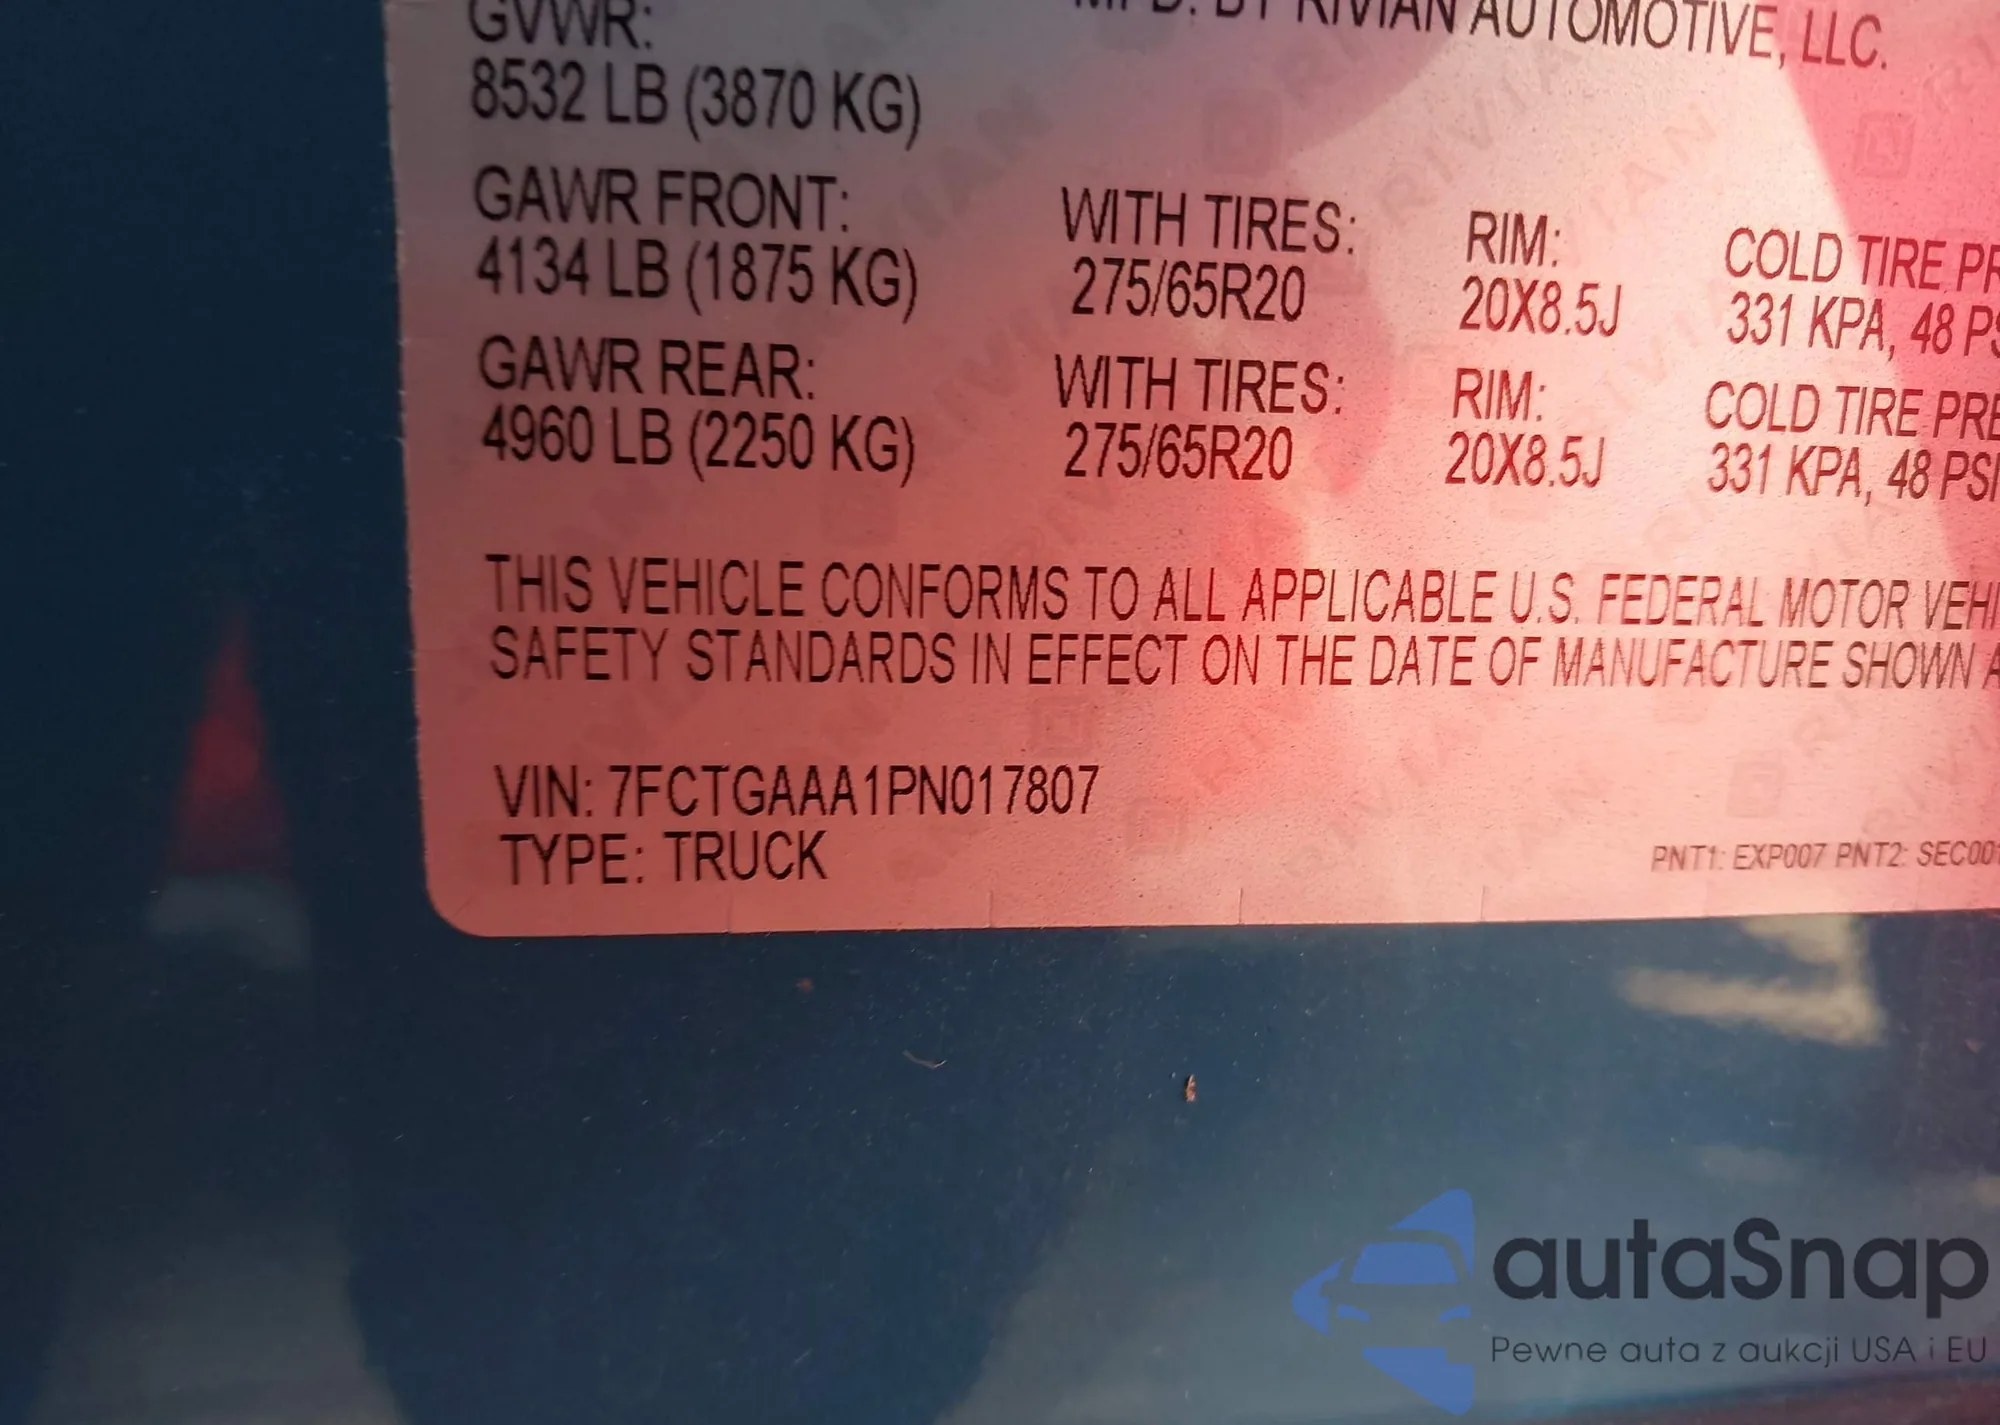 GVWR:
MFD. BY RIVIAN AUTOMOTIVE, LLC.
8532 LB (3870 KG)
GAWR FRONT: WITH TIRES: RIM: COLD TIRE PR
4134 LB (1875 KG) 275/65R20 20X8.5J 331 KPA, 48 PS
GAWR REAR: WITH TIRES: RIM: COLD TIRE PRE
4960 LB (2250 KG) 275/65R20 20X8.5J 331 KPA, 48 PSI
THIS VEHICLE CONFORMS TO ALL APPLICABLE U.S. FEDERAL MOTOR VEHI
SAFETY STANDARDS IN EFFECT ON THE DATE OF MANUFACTURE SHOWN A
VIN: 7FCTGAAA1PN017807
TYPE: TRUCK
PNT1: EXP007 PNT2: SEC001
autaSnap
Pewne auta z aukcji USA i EU